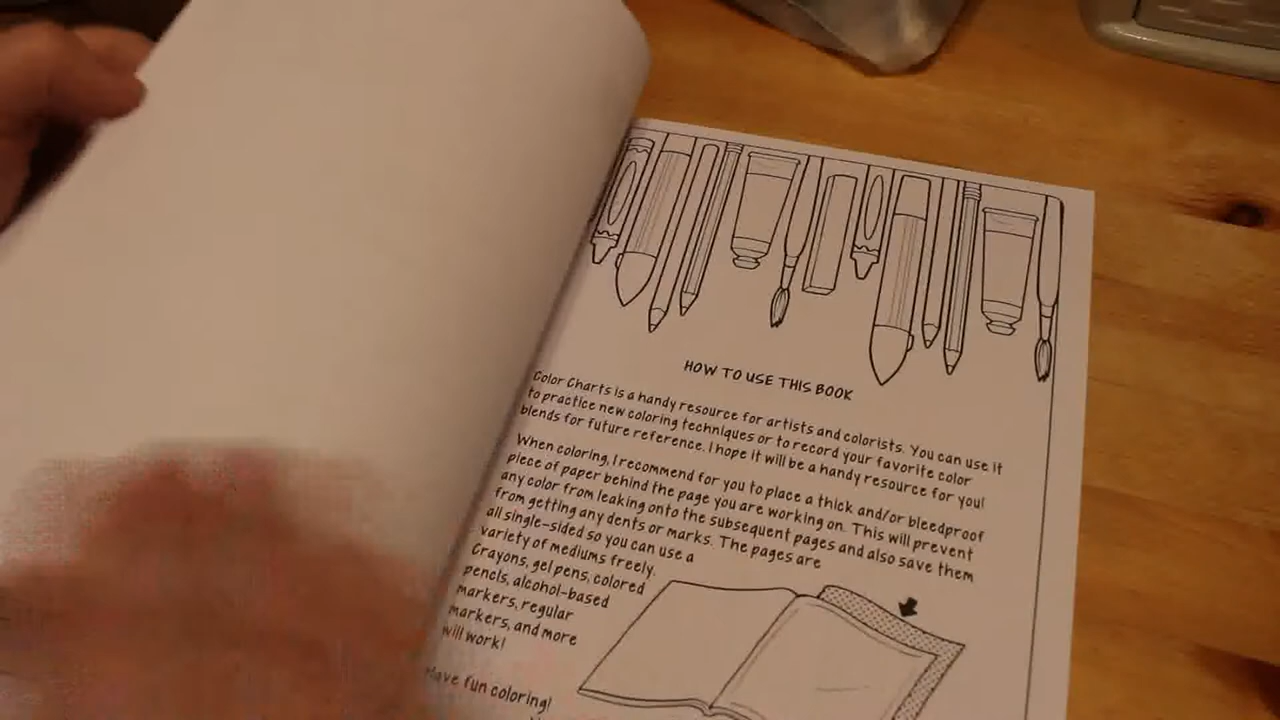 HOW TO USE THIS BOOK
Color Charts is a handy resource for artists and colorists. You can use it
to practice new coloring techniques or to record your favorite color
blends for future reference. I hope it will be a handy resource for you!
When coloring, I recommend for you to place a thick and/or bleedproof
piece of paper behind the page you are working on. This will prevent
any color from leaking onto the subsequent pages and also save them
from getting any dents or marks. The pages are
all single-sided so you can use a
variety of mediums freely.
Crayons, gel pens, colored
pencils, alcohol-based
markers, regular
markers, and more
will work!
Have fun coloring!